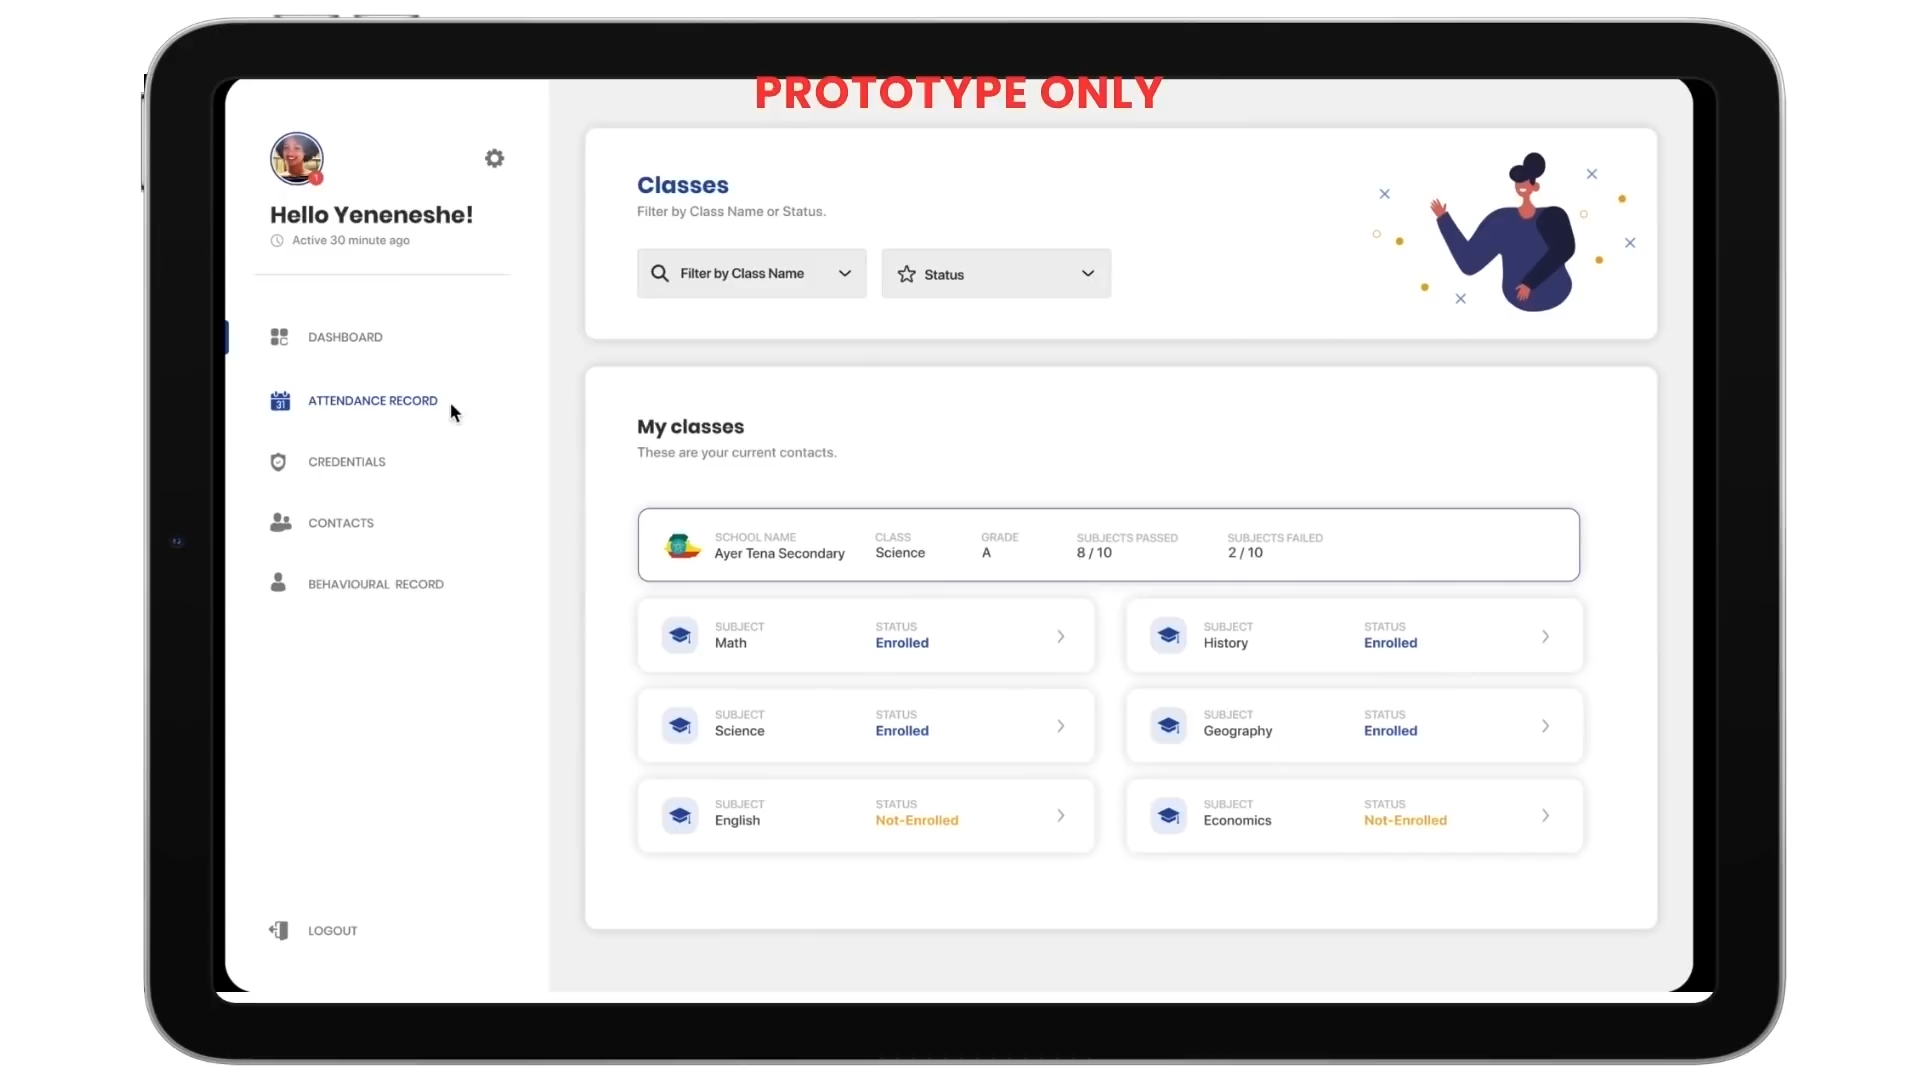 PROTOTYPE ONLY
1
Hello Yeneneshe!
Active 30 minute ago
DASHBOARD
31
ATTENDANCE RECORD
CREDENTIALS
CONTACTS
BEHAVIOURAL RECORD
LOGOUT
Classes
Filter by Class Name or Status.
Filter by Class Name
Status
My classes
These are your current contacts.
SCHOOL NAME CLASS GRADE SUBJECTS PASSED SUBJECTS FAILED
Ayer Tena Secondary Science A 8 / 10 2 / 10
SUBJECT STATUS SUBJECT STATUS
Math Enrolled History Enrolled
SUBJECT STATUS SUBJECT STATUS
Science Enrolled Geography Enrolled
SUBJECT STATUS SUBJECT STATUS
English Not-Enrolled Economics Not-Enrolled